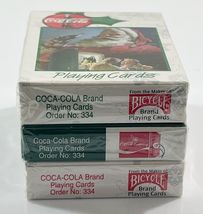 Coca-Cola
Playing Cards
COCA-COLA Brand
Playing Cards
Order No: 334
From the Maker of
BICYCLE
Brand
Playing Cards
Coca-Cola Brand
Playing Cards
Order No: 334
COCA-COLA Brand
Playing Cards
Order No: 334
From the Maker of
BICYCLE
Brand
Playing Cards